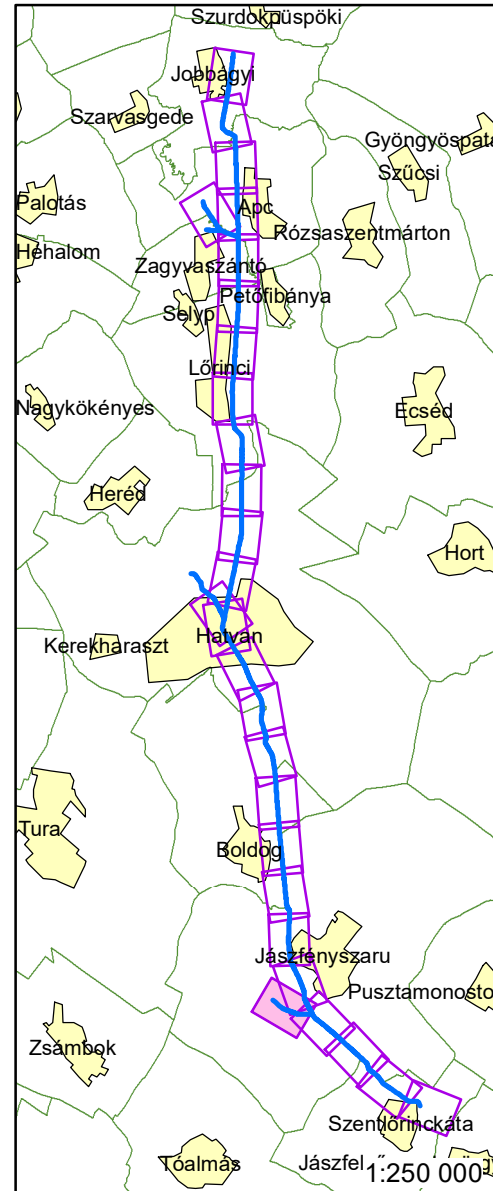 Szurdokpüspöki
Jobbágyi
Szarvasgede
Gyöngyöspata
Szűcsi
Palotás
Apc
Rózsaszentmárton
Héhalom
Zagyvaszántó
Petőfibánya
Selyp
Lőrinci
Nagykökényes
Ecséd
Heréd
Hort
Hatvan
Kerekharaszt
Tura
Boldog
Jászfényszaru
Pusztamonosto
Zsámbok
Szentlőrinckáta
Tóalmás
Jászfel
1:250 000